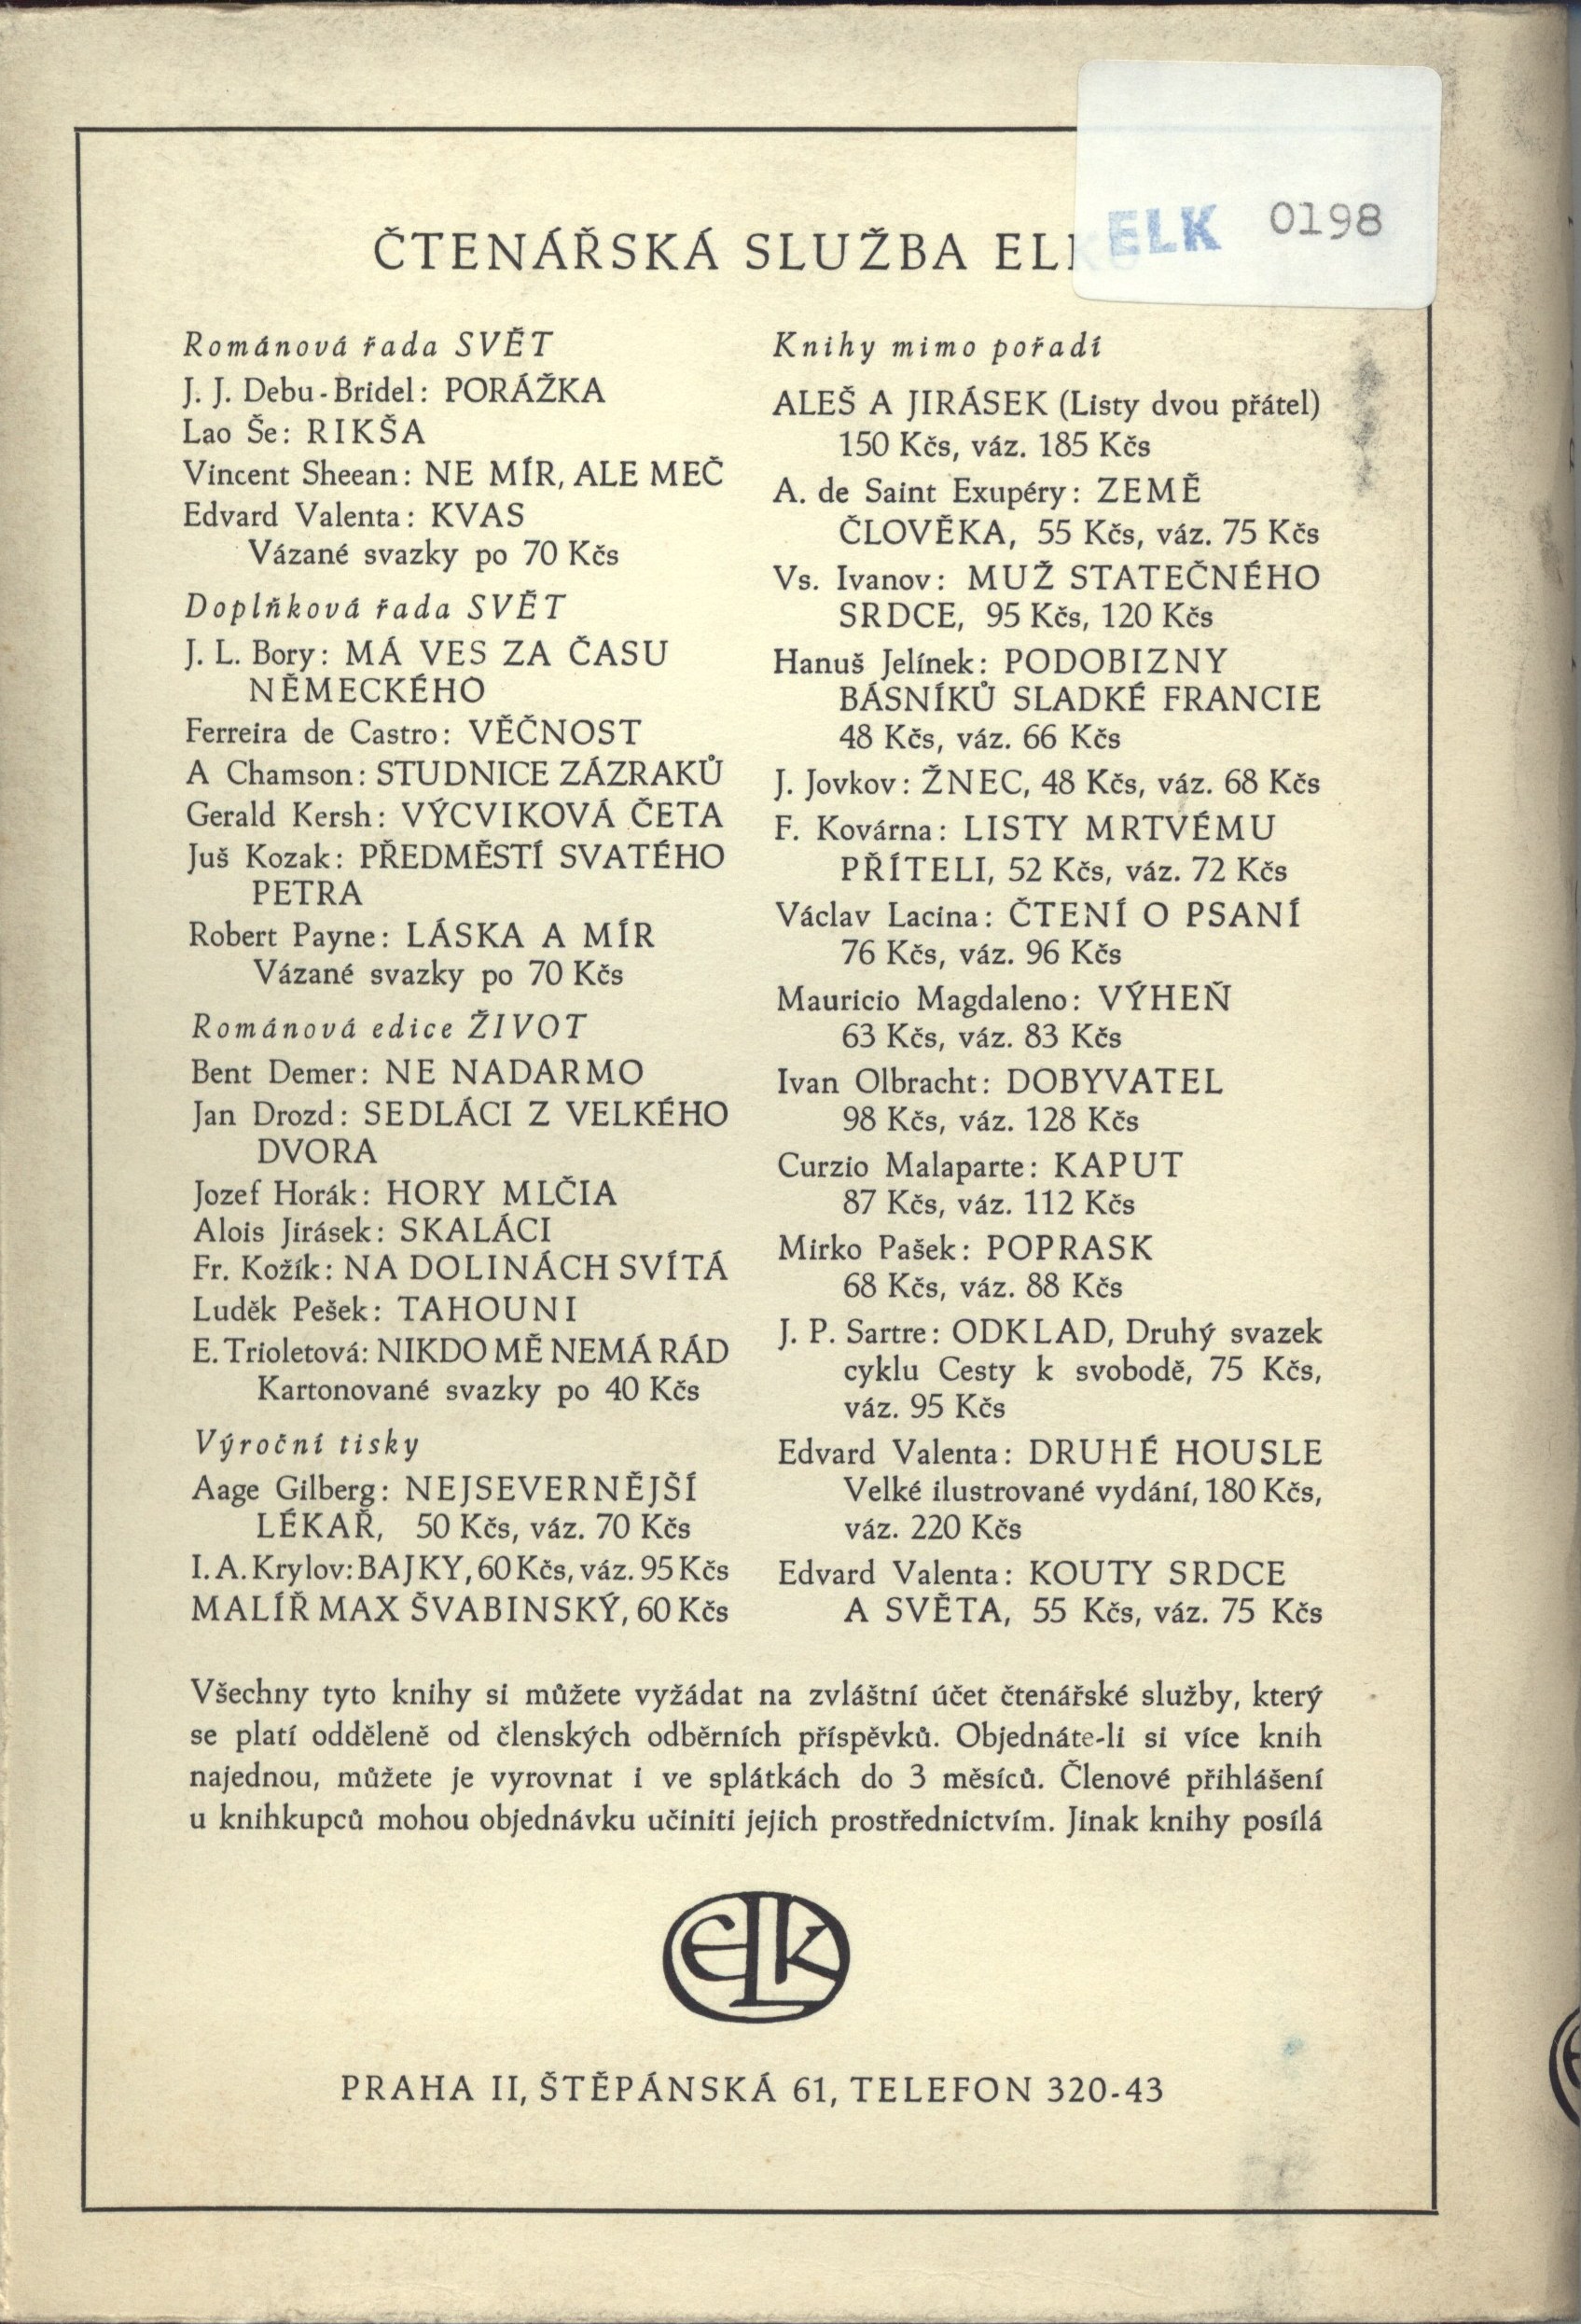 ELK 0198
ČTENÁŘSKÁ SLUŽBA
Románová řada SVĚT
J. J. Debu-Bridel: PORÁŽKA
Lao Še: RIKŠA
Vincent Sheean: NE MÍR, ALE MEČ
Edvard Valenta: KVAS
Vázané svazky po 70 Kčs
Doplňková řada SVĚT
J. L. Bory: MÁ VES ZA ČASU
NĚMECKÉHO
Ferreira de Castro: VĚČNOST
A Chamson: STUDNICE ZÁZRAKŮ
Gerald Kersh: VÝCVIKOVÁ ČETA
Juš Kozak: PŘEDMĚSTÍ SVATÉHO
PETRA
Robert Payne: LÁSKA A MÍR
Vázané svazky po 70 Kčs
Románová edice ŽIVOT
Bent Demer: NE NADARMO
Jan Drozd: SEDLÁCI Z VELKÉHO
DVORA
Jozef Horák: HORY MLČIA
Alois Jirásek: SKALÁCI
Fr. Kožík: NA DOLINÁCH SVÍTÁ
Luděk Pešek: TAHOUNI
E. Trioletová: NIKDO MĚ NEMÁ RÁD
Kartonované svazky po 40 Kčs
Výroční tisky
Aage Gilberg: NEJSEVERNĚJŠÍ
LÉKAŘ, 50 Kčs, váz. 70 Kčs
I. A. Krylov: BAJKY, 60 Kčs, váz. 95 Kčs
MALÍŘ MAX ŠVABINSKÝ, 60 Kčs
Knihy mimo pořadí
ALEŠ A JIRÁSEK (Listy dvou přátel)
150 Kčs, váz. 185 Kčs
A. de Saint Exupéry: ZEMĚ
ČLOVĚKA, 55 Kčs, váz. 75 Kčs
Vs. Ivanov: MUŽ STATEČNÉHO
SRDCE, 95 Kčs, 120 Kčs
Hanuš Jelínek: PODOBIZNY
BÁSNÍKŮ SLADKÉ FRANCIE
48 Kčs, váz. 66 Kčs
J. Jovkov: ŽNEC, 48 Kčs, váz. 68 Kčs
F. Kovárna: LISTY MRTVÉMU
PŘÍTELI, 52 Kčs, váz. 72 Kčs
Václav Lacina: ČTENÍ O PSANÍ
76 Kčs, váz. 96 Kčs
Mauricio Magdaleno: VÝHEŇ
63 Kčs, váz. 83 Kčs
Ivan Olbracht: DOBYVATEL
98 Kčs, váz. 128 Kčs
Curzio Malaparte: KAPUT
87 Kčs, váz. 112 Kčs
Mirko Pašek: POPRASK
68 Kčs, váz. 88 Kčs
J. P. Sartre: ODKLAD, Druhý svazek
cyklu Cesty k svobodě, 75 Kčs,
váz. 95 Kčs
Edvard Valenta: DRUHÉ HOUSLE
Velké ilustrované vydání, 180 Kčs,
váz. 220 Kčs
Edvard Valenta: KOUTY SRDCE
A SVĚTA, 55 Kčs, váz. 75 Kčs
Všechny tyto knihy si můžete vyžádat na zvláštní účet čtenářské služby, který
se platí odděleně od členských odběrních příspěvků. Objednáte-li si více knih
najednou, můžete je vyrovnat i ve splátkách do 3 měsíců. Členové přihlášení
u knihkupců mohou objednávku učiniti jejich prostřednictvím. Jinak knihy posílá
elk
PRAHA II, ŠTĚPÁNSKÁ 61, TELEFON 320-43